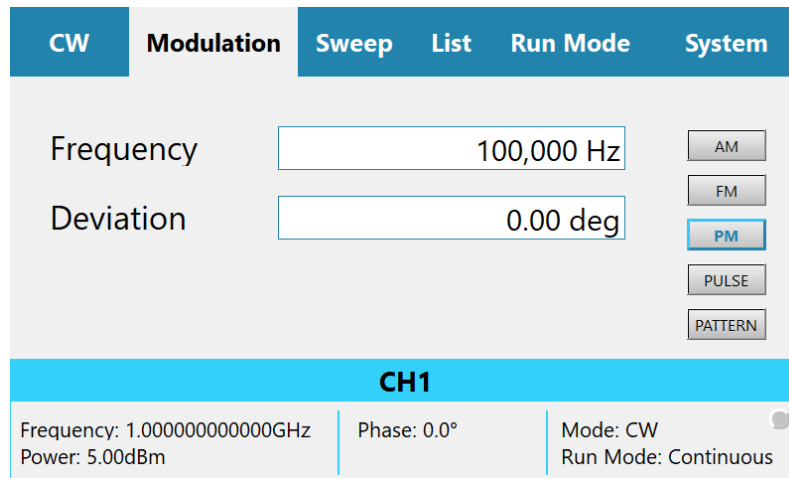 CW Modulation Sweep List Run Mode System
Frequency 100,000 Hz
Deviation 0.00 deg
AM
FM
PM
PULSE
PATTERN
CH1
Frequency: 1.000000000000GHz
Power: 5.00dBm
Phase: 0.0°
Mode: CW
Run Mode: Continuous